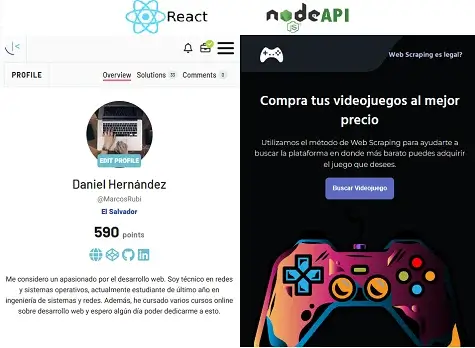 React
nodeAPI
JS
PROFILE
Overview
Solutions
Comments
EDIT PROFILE
Daniel Hernández
@MarcosRubi
El Salvador
590 points
Me considero un apasionado por el desarrollo web. Soy técnico en redes
y sistemas operativos, actualmente estudiante de último año en
ingeniería de sistemas y redes. Además, he cursado varios cursos online
sobre desarrollo web y espero algún día poder dedicarme a esto.
Web Scraping es legal?
Compra tus videojuegos al mejor
precio
Utilizamos el método de Web Scraping para ayudarte a
buscar la plataforma en donde más barato puedes adquirir
el juego que desees.
Buscar Videojuego